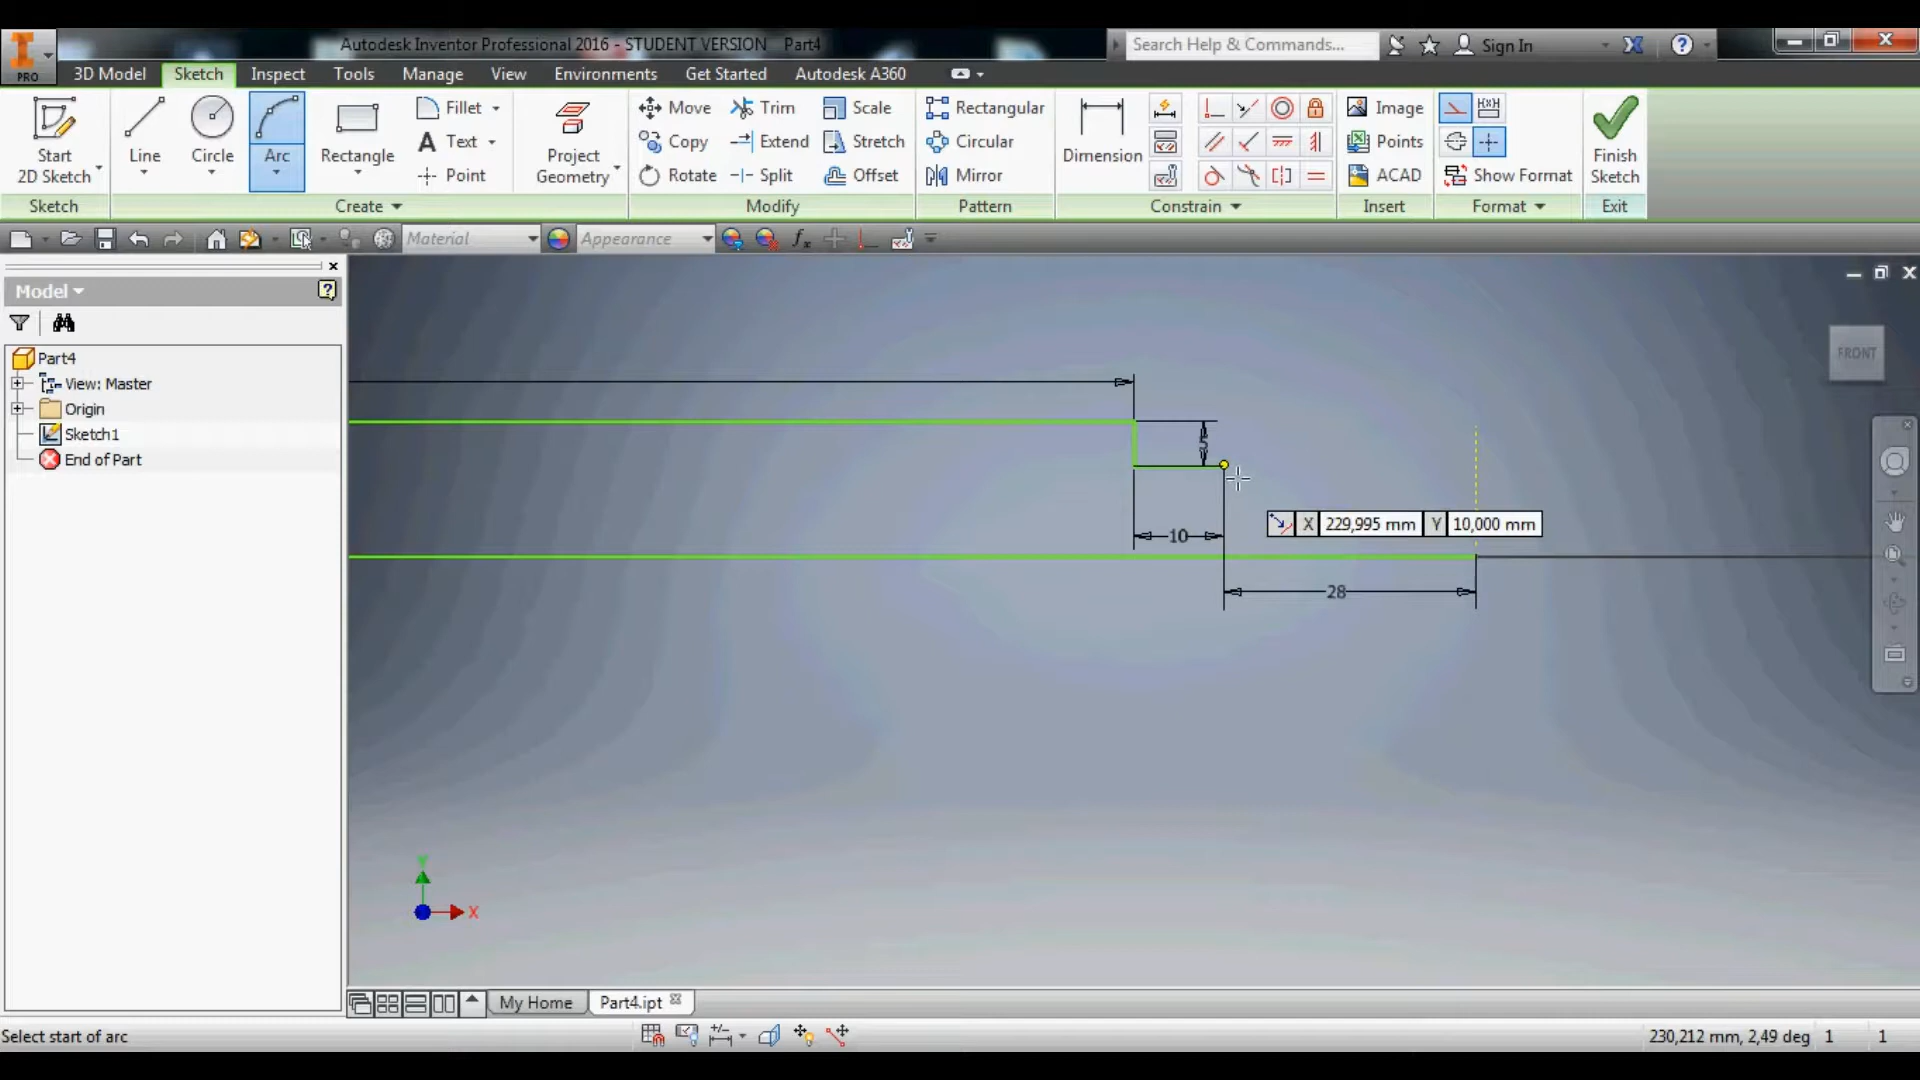 Autodesk Inventor Professional 2016 - STUDENT VERSION Part4
Search Help & Commands...
Sign In
PRO
3D Model Sketch Inspect Tools Manage View Environments Get Started Autodesk A360
Start 2D Sketch
Line
Circle
Arc
Rectangle
Fillet
Text
Point
Project Geometry
Move Trim Scale
Copy Extend Stretch
Rotate Split Offset
Rectangular
Circular
Mirror
Dimension
Image
Points
ACAD
Show Format
Finish Sketch
Sketch Create Modify Pattern Constrain Insert Format Exit
Material Appearance fx
Model
Part4
View: Master
Origin
Sketch1
End of Part
FRONT
5
X 229,995 mm Y 10,000 mm
10
28
Y
X
My Home Part4.ipt
Select start of arc
230,212 mm, 2,49 deg 1 1